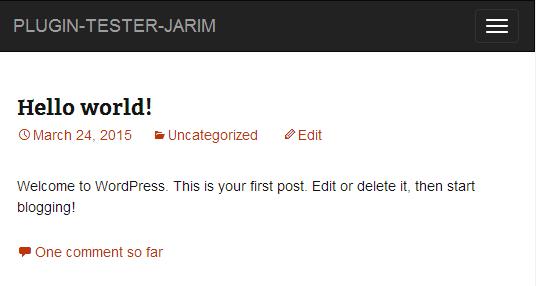 PLUGIN-TESTER-JARIM
Hello world!
March 24, 2015 Uncategorized Edit
Welcome to WordPress. This is your first post. Edit or delete it, then start
blogging!
One comment so far